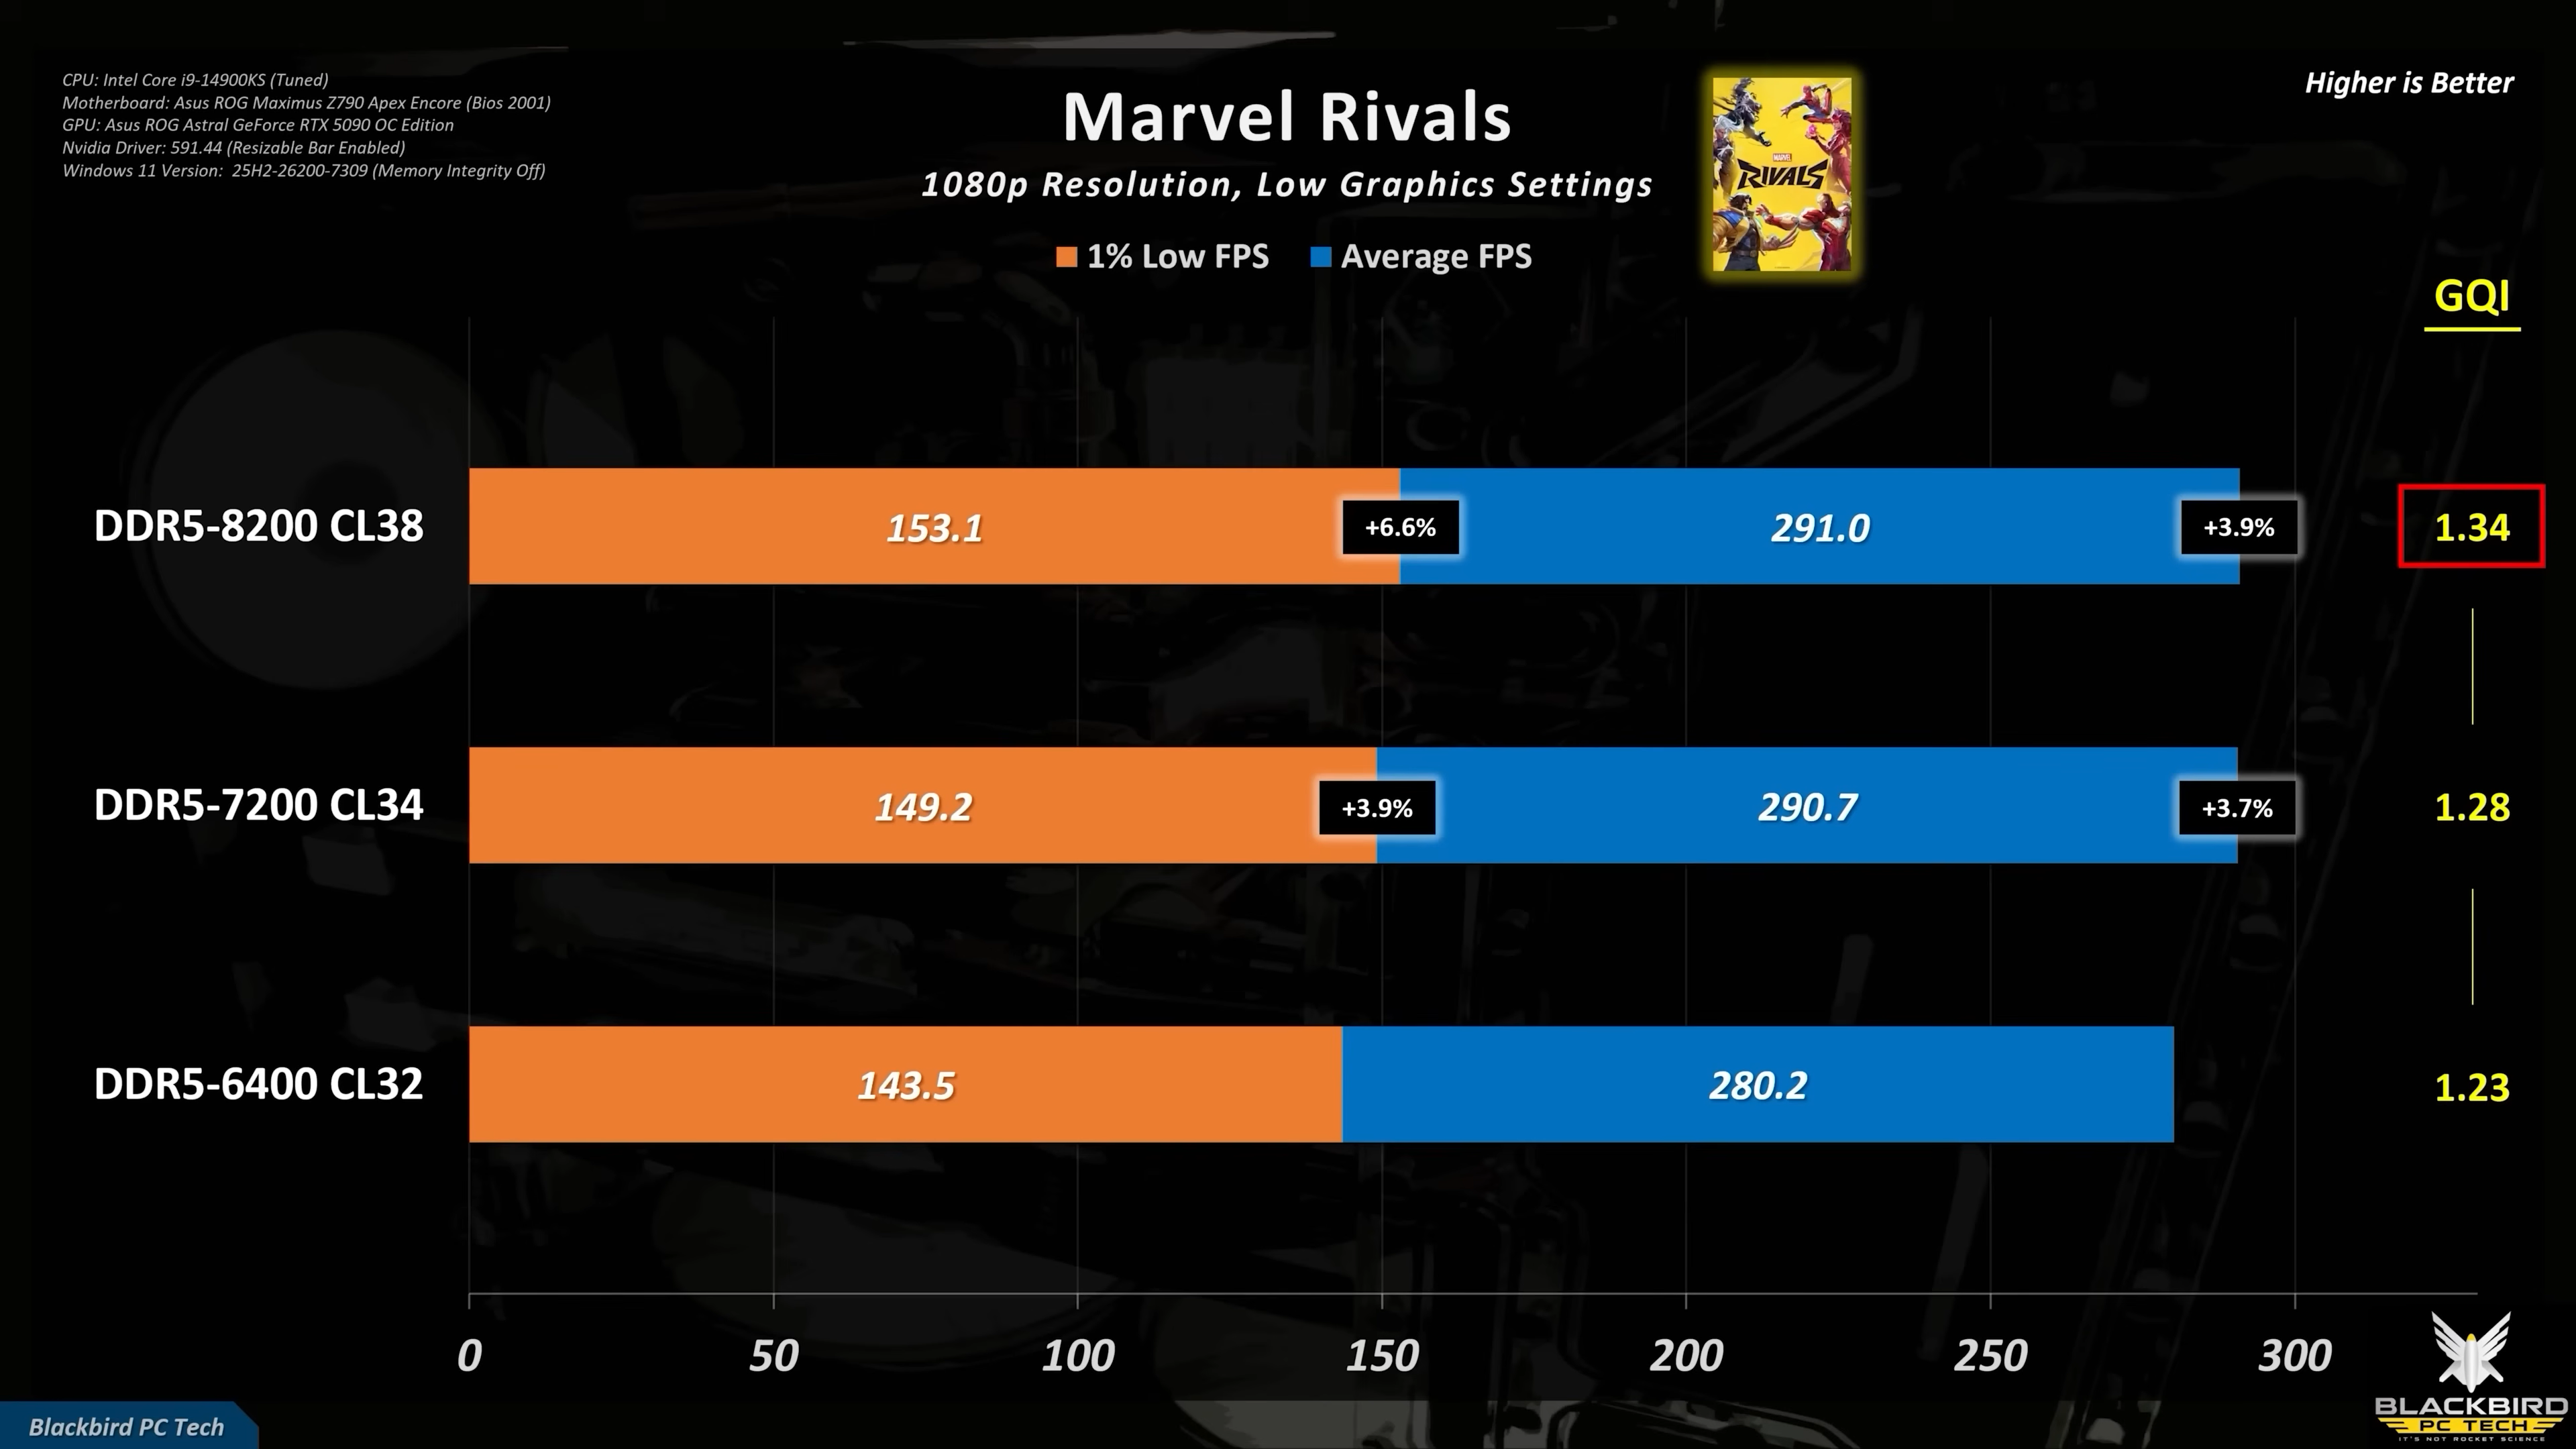 CPU: Intel Core i9-14900KS (Tuned)
Motherboard: Asus ROG Maximus Z790 Apex Encore (Bios 2001)
GPU: Asus ROG Astral GeForce RTX 5090 OC Edition
Nvidia Driver: 591.44 (Resizable Bar Enabled)
Windows 11 Version: 25H2-26200-7309 (Memory Integrity Off)
Marvel Rivals
1080p Resolution, Low Graphics Settings
1% Low FPS Average FPS
MARVEL
RIVALS
Higher is Better
GQI
DDR5-8200 CL38 153.1 +6.6% 291.0 +3.9% 1.34
DDR5-7200 CL34 149.2 +3.9% 290.7 +3.7% 1.28
DDR5-6400 CL32 143.5 280.2 1.23
0 50 100 150 200 250 300
Blackbird PC Tech
BLACKBIRD
PC TECH
IT'S NOT ROCKET SCIENCE